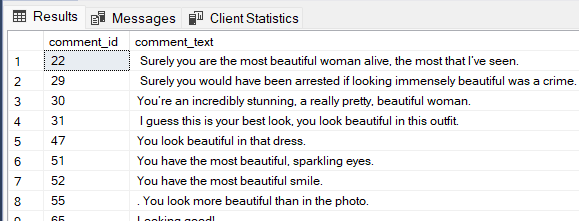 Results Messages Client Statistics
comment_id comment_text
1 22 Surely you are the most beautiful woman alive, the most that I've seen.
2 29 Surely you would have been arrested if looking immensely beautiful was a crime.
3 30 You're an incredibly stunning, a really pretty, beautiful woman.
4 31 I guess this is your best look, you look beautiful in this outfit.
5 47 You look beautiful in that dress.
6 51 You have the most beautiful, sparkling eyes.
7 52 You have the most beautiful smile.
8 55 . You look more beautiful than in the photo.
9 65 Looking good!